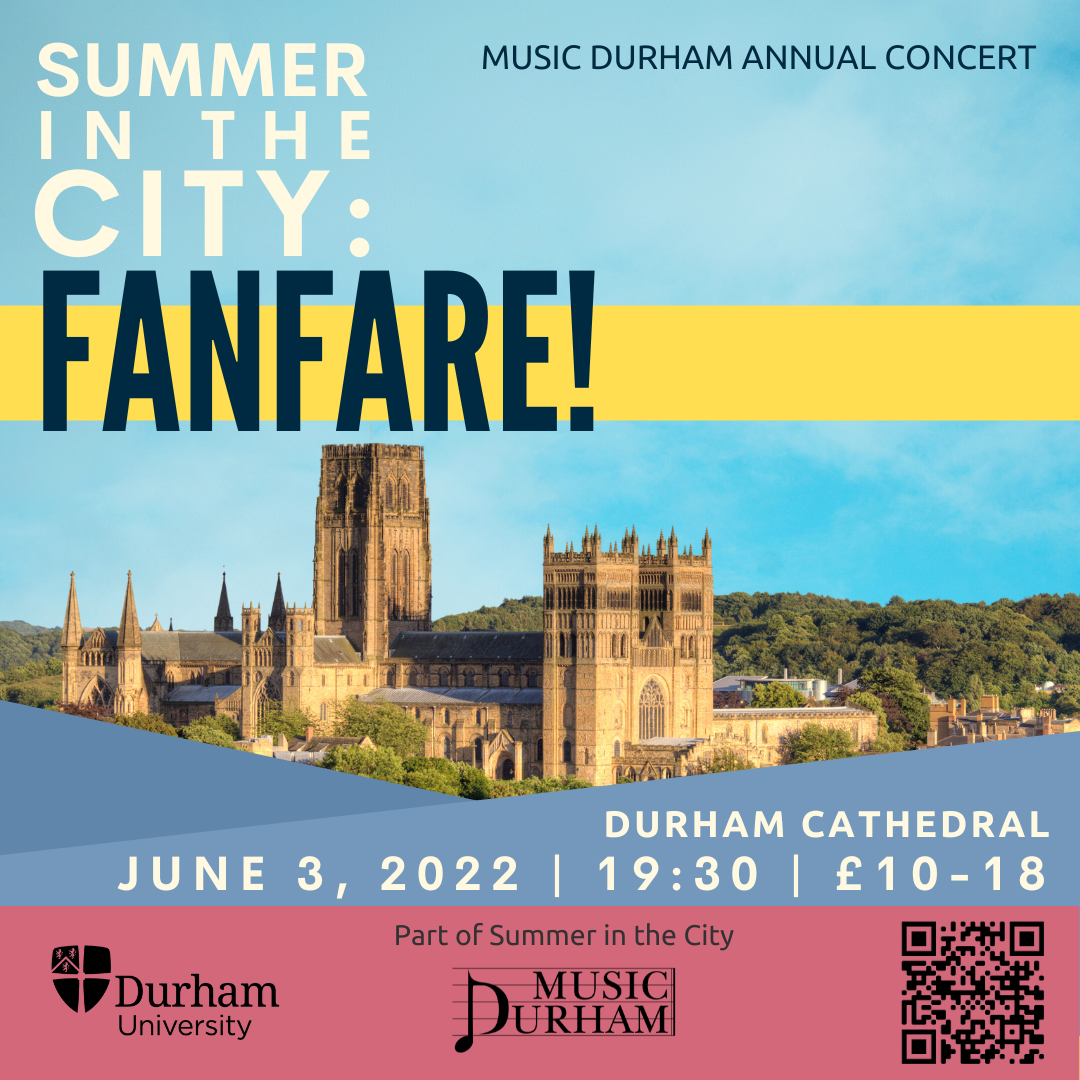 SUMMER
IN THE
CITY:
FANFARE!
MUSIC DURHAM ANNUAL CONCERT
DURHAM CATHEDRAL
JUNE 3, 2022 | 19:30 | £10-18
Part of Summer in the City
Durham
University
MUSIC
DURHAM